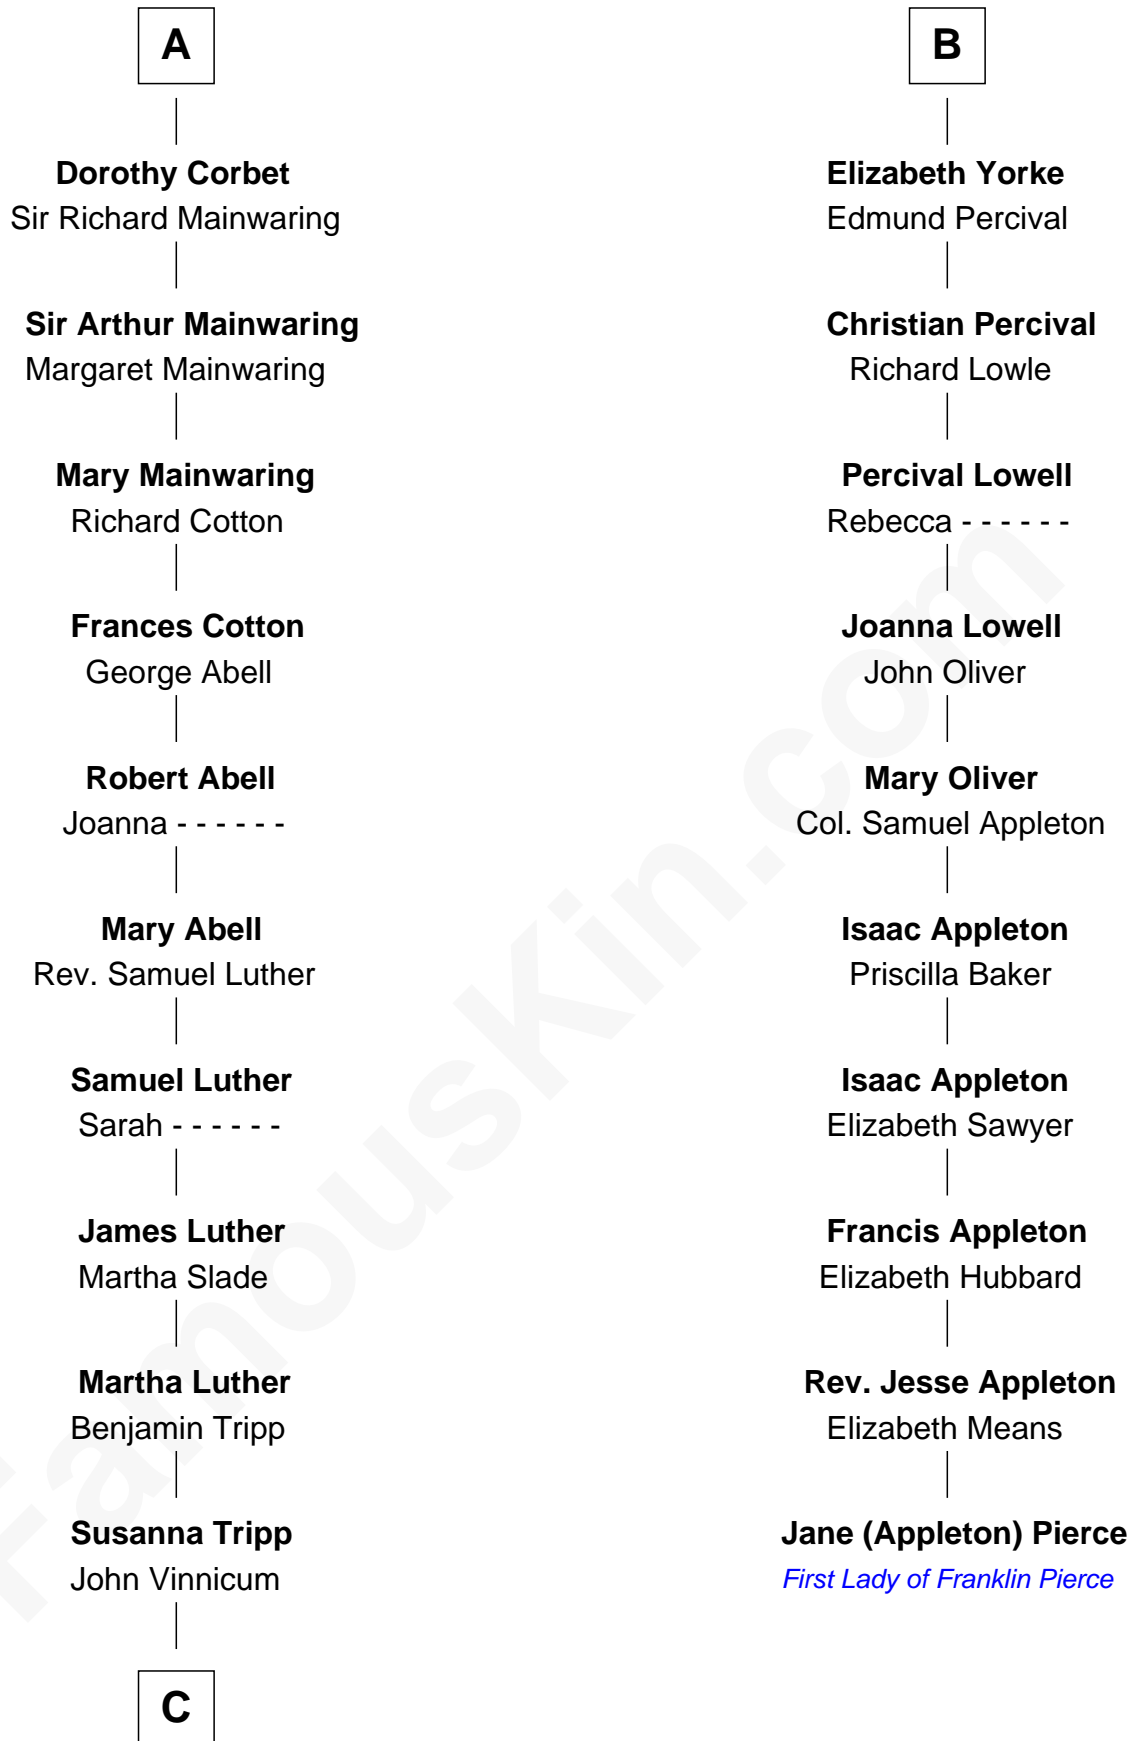 A
Dorothy Corbet
Sir Richard Mainwaring
Sir Arthur Mainwaring
Margaret Mainwaring
Mary Mainwaring
Richard Cotton
Frances Cotton
George Abell
Robert Abell
Joanna - - - - - -
Mary Abell
Rev. Samuel Luther
Samuel Luther
Sarah - - - - - -
James Luther
Martha Slade
Martha Luther
Benjamin Tripp
Susanna Tripp
John Vinnicum
C
B
Elizabeth Yorke
Edmund Percival
Christian Percival
Richard Lowle
Percival Lowell
Rebecca - - - - - -
Joanna Lowell
John Oliver
Mary Oliver
Col. Samuel Appleton
Isaac Appleton
Priscilla Baker
Isaac Appleton
Elizabeth Sawyer
Francis Appleton
Elizabeth Hubbard
Rev. Jesse Appleton
Elizabeth Means
Jane (Appleton) Pierce
First Lady of Franklin Pierce
FamousKin.com